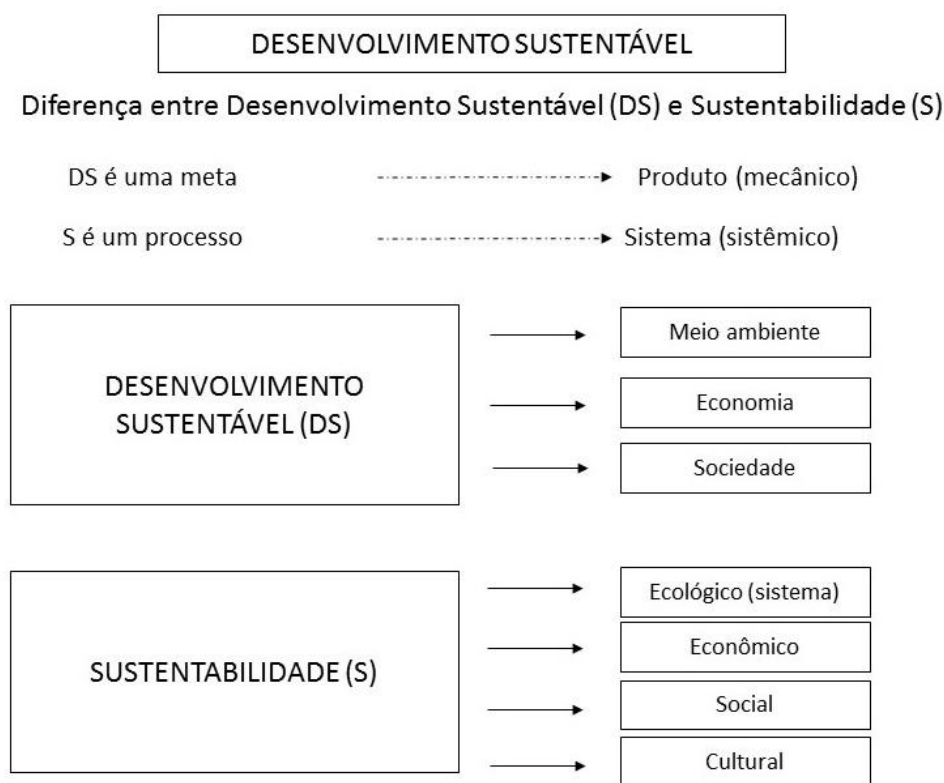 DESENVOLVIMENTO SUSTENTÁVEL
Diferença entre Desenvolvimento Sustentável (DS) e Sustentabilidade (S)
DS é uma meta Produto (mecânico)
S é um processo Sistema (sistêmico)
DESENVOLVIMENTO
SUSTENTÁVEL (DS)
Meio ambiente
Economia
Sociedade
SUSTENTABILIDADE (S)
Ecológico (sistema)
Econômico
Social
Cultural